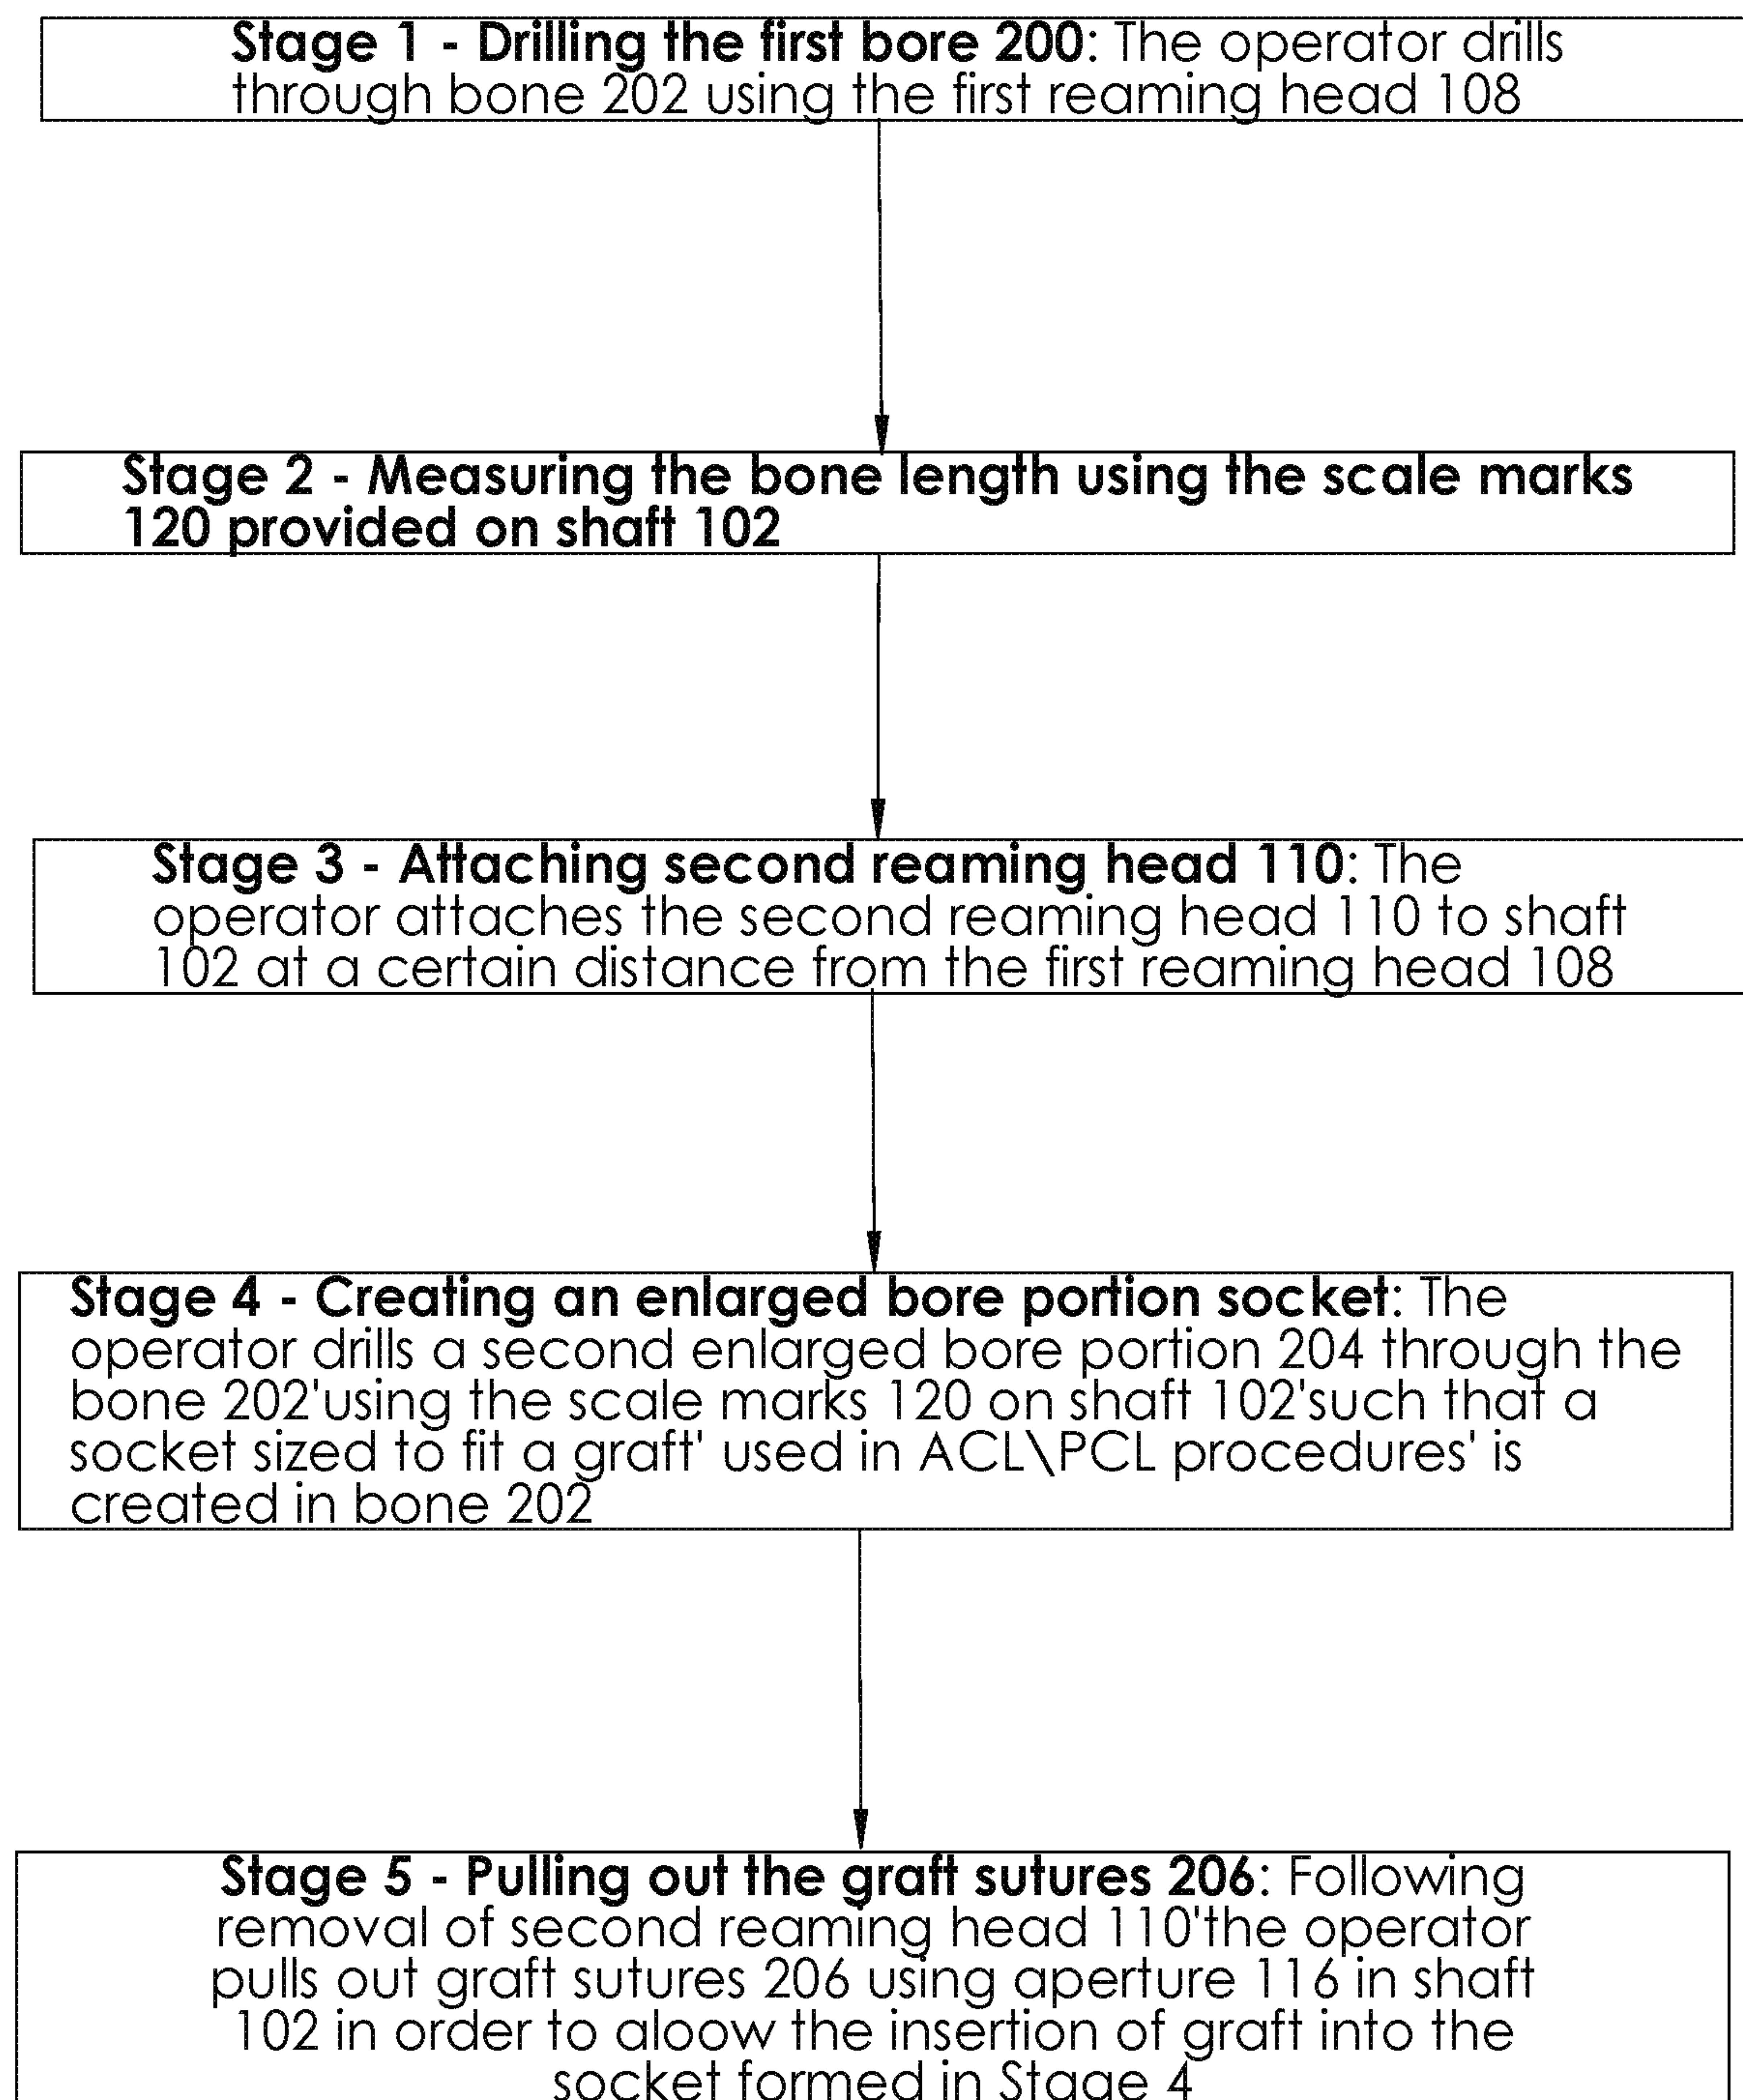 Stage 1 - Drilling the first bore 200: The operator drills
through bone 202 using the first reaming head 108
Stage 2 - Measuring the bone length using the scale marks
120 provided on shaft 102
Stage 3 - Attaching second reaming head 110: The
operator attaches the second reaming head 110 to shaft
102 at a certain distance from the first reaming head 108
Stage 4 - Creating an enlarged bore portion socket: The
operator drills a second enlarged bore portion 204 through the
bone 202'using the scale marks 120 on shaft 102'such that a
socket sized to fit a graft' used in ACL\PCL procedures' is
created in bone 202
Stage 5 - Pulling out the graft sutures 206: Following
removal of second reaming head 110'the operator
pulls out graft sutures 206 using aperture 116 in shaft
102 in order to aloow the insertion of graft into the
socket formed in Stage 4